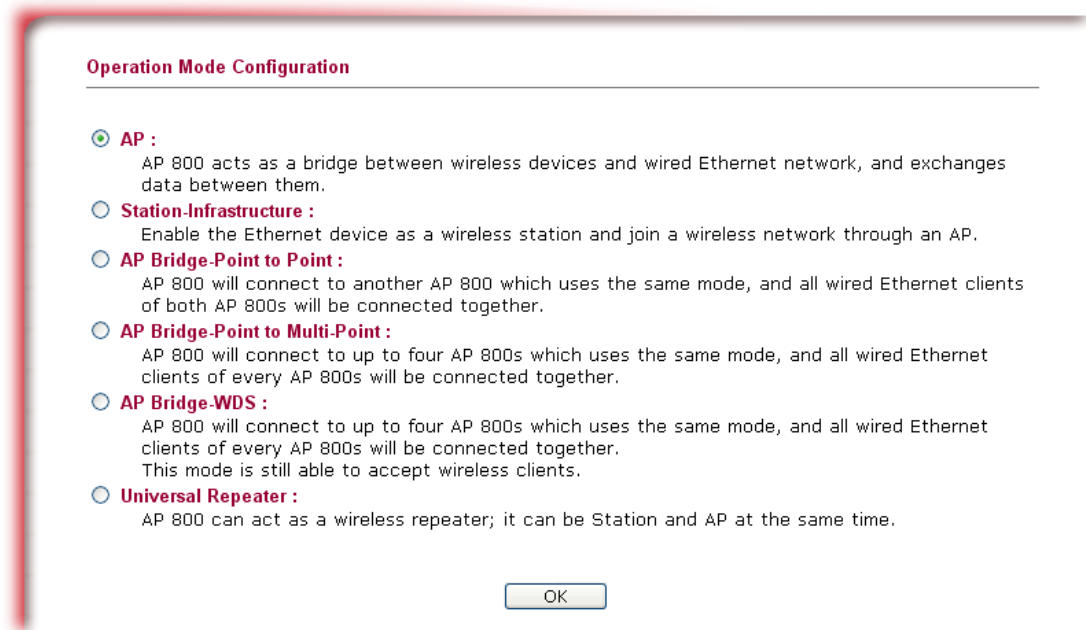 Operation Mode Configuration
AP :
AP 800 acts as a bridge between wireless devices and wired Ethernet network, and exchanges
data between them.
Station-Infrastructure :
Enable the Ethernet device as a wireless station and join a wireless network through an AP.
AP Bridge-Point to Point :
AP 800 will connect to another AP 800 which uses the same mode, and all wired Ethernet clients
of both AP 800s will be connected together.
AP Bridge-Point to Multi-Point :
AP 800 will connect to up to four AP 800s which uses the same mode, and all wired Ethernet
clients of every AP 800s will be connected together.
AP Bridge-WDS :
AP 800 will connect to up to four AP 800s which uses the same mode, and all wired Ethernet
clients of every AP 800s will be connected together.
This mode is still able to accept wireless clients.
Universal Repeater :
AP 800 can act as a wireless repeater; it can be Station and AP at the same time.
OK